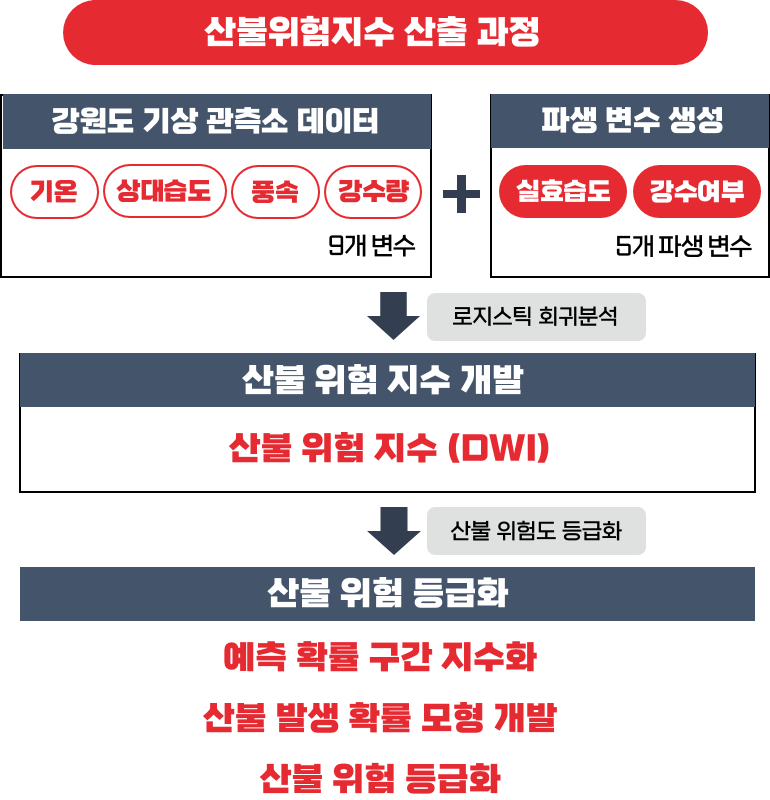 산불위험지수 산출 과정
강원도 기상 관측소 데이터
기온 상대습도 풍속 강수량
9개 변수
+
파생 변수 생성
실효습도 강수여부
5개 파생 변수
로지스틱 회귀분석
산불 위험 지수 개발
산불 위험 지수 (DWI)
산불 위험도 등급화
산불 위험 등급화
예측 확률 구간 지수화
산불 발생 확률 모형 개발
산불 위험 등급화